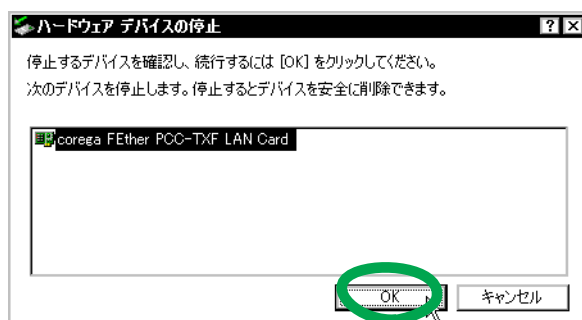 ハードウェア デバイスの停止
停止するデバイスを確認し、続行するには [OK] をクリックしてください。
次のデバイスを停止します。停止するとデバイスを安全に削除できます。
corega FEther PCC-TXF LAN Card
OK
キャンセル